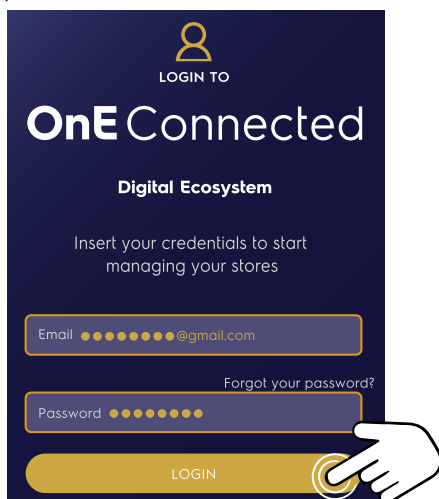 LOGIN TO
OnE Connected
Digital Ecosystem
Insert your credentials to start
managing your stores
Email ●●●●●●●●@gmail.com
Forgot your password?
Password ●●●●●●●●
LOGIN